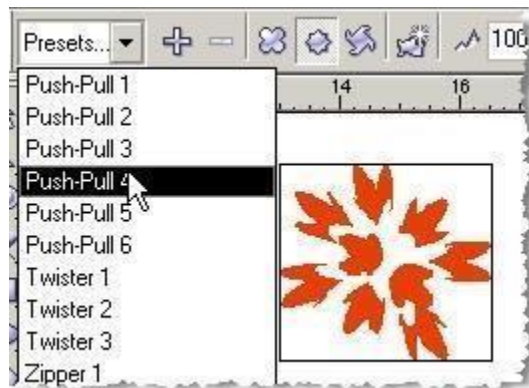 Presets... 100
Push-Pull 1
14 16
Push-Pull 2
Push-Pull 3
Push-Pull 4
Push-Pull 5
Push-Pull 6
Twister 1
Twister 2
Twister 3
Zipper 1